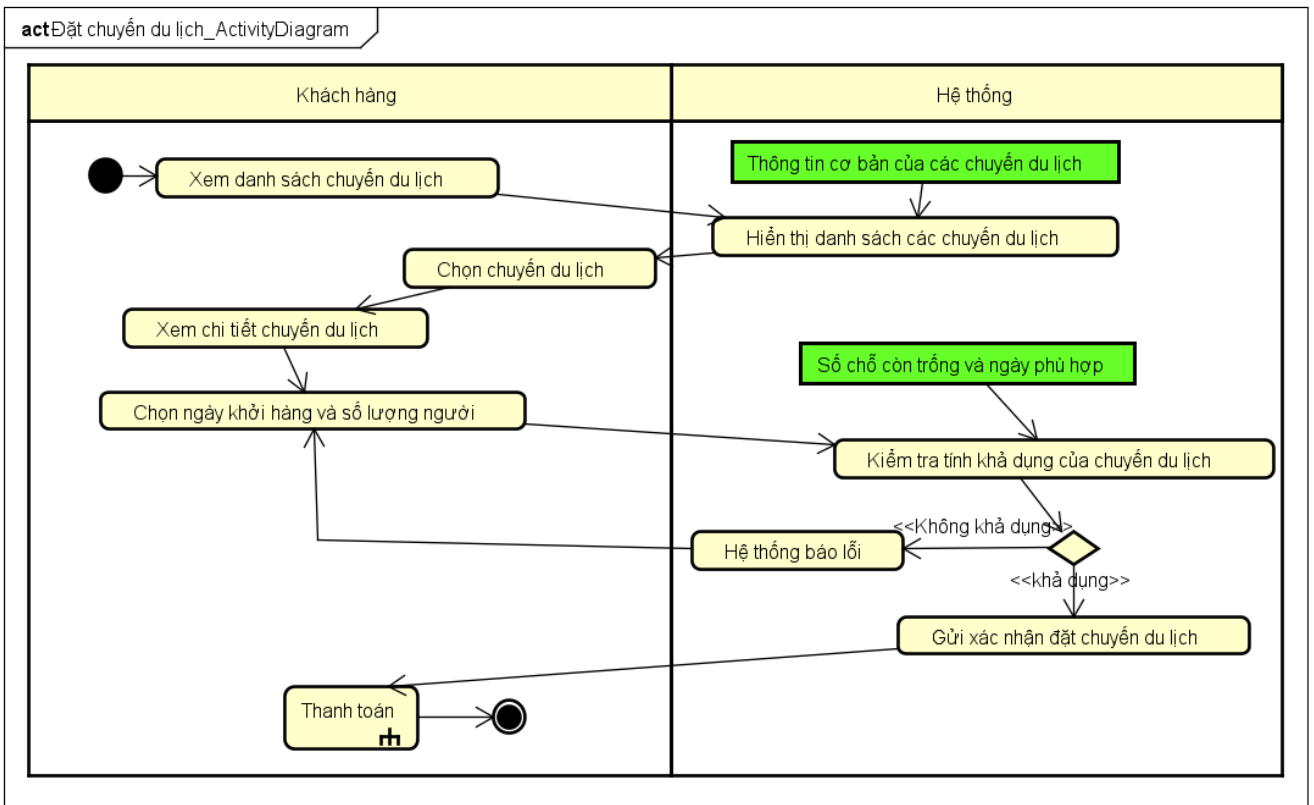 actĐặt chuyến du lịch_ActivityDiagram
Khách hàng
Hệ thống
Xem danh sách chuyến du lịch
Thông tin cơ bản của các chuyến du lịch
Hiển thị danh sách các chuyến du lịch
Chọn chuyến du lịch
Xem chi tiết chuyến du lịch
Số chỗ còn trống và ngày phù hợp
Chọn ngày khởi hàng và số lượng người
Kiểm tra tính khả dụng của chuyến du lịch
<<Không khả dụng>>
Hệ thống báo lỗi
<<khả dụng>>
Gửi xác nhận đặt chuyến du lịch
Thanh toán